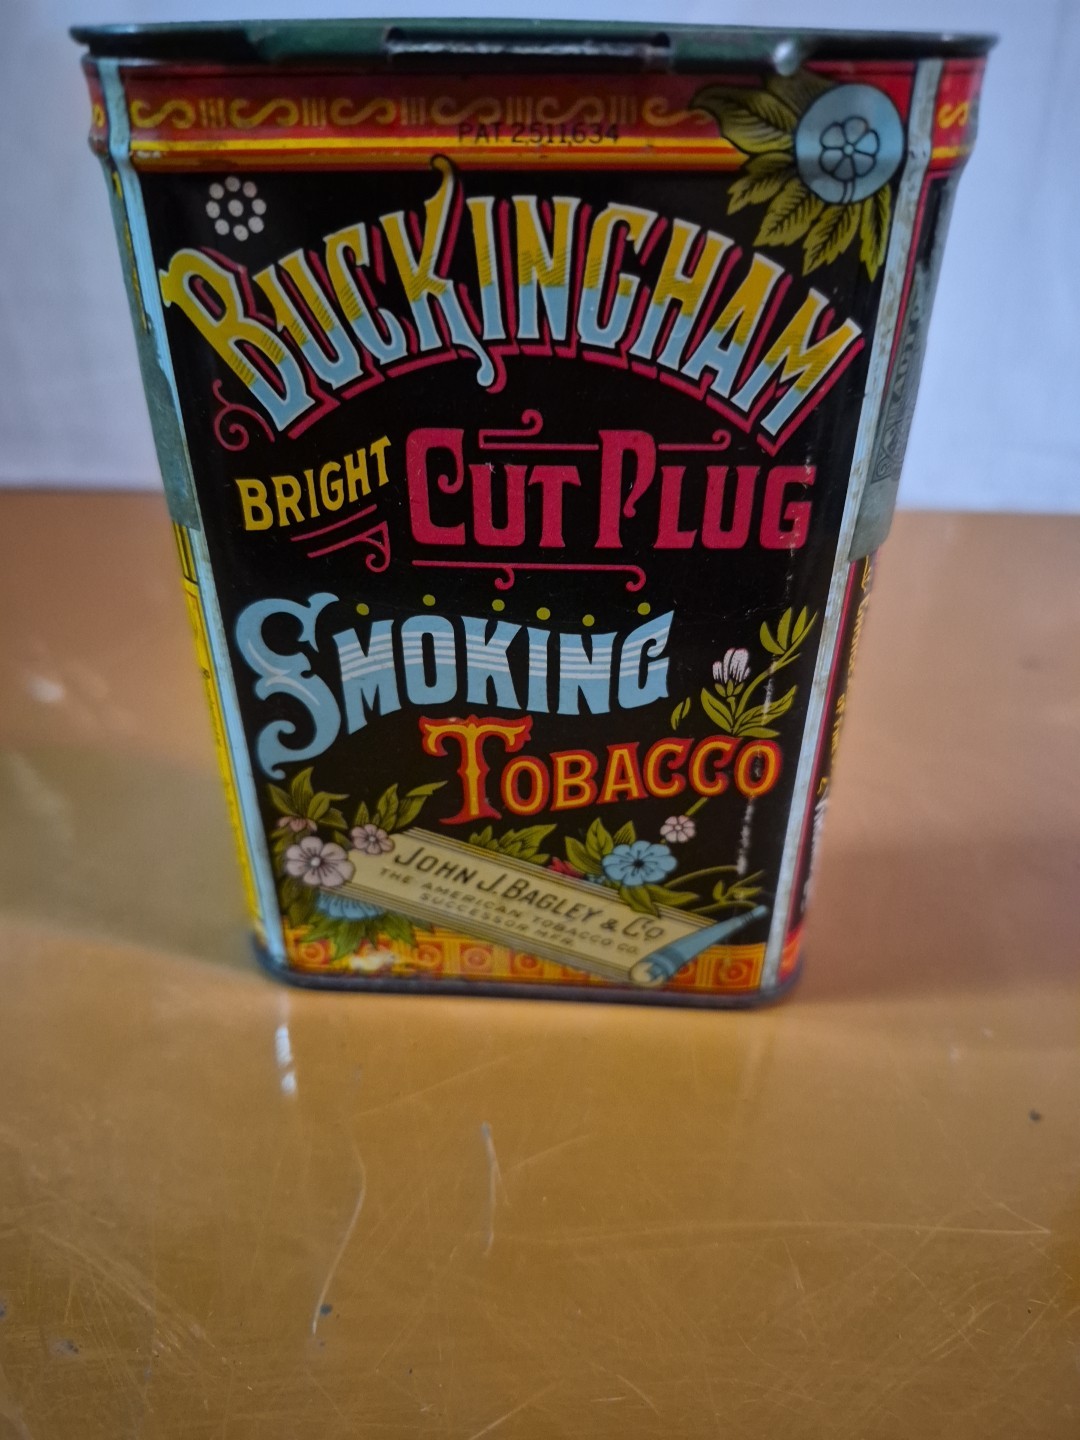 PAT 2,511,634
BUCKINGHAM
BRIGHT CUT PLUG
SMOKING
TOBACCO
JOHN J. BAGLEY & CO
THE AMERICAN TOBACCO CO.
SUCCESSOR MFR.